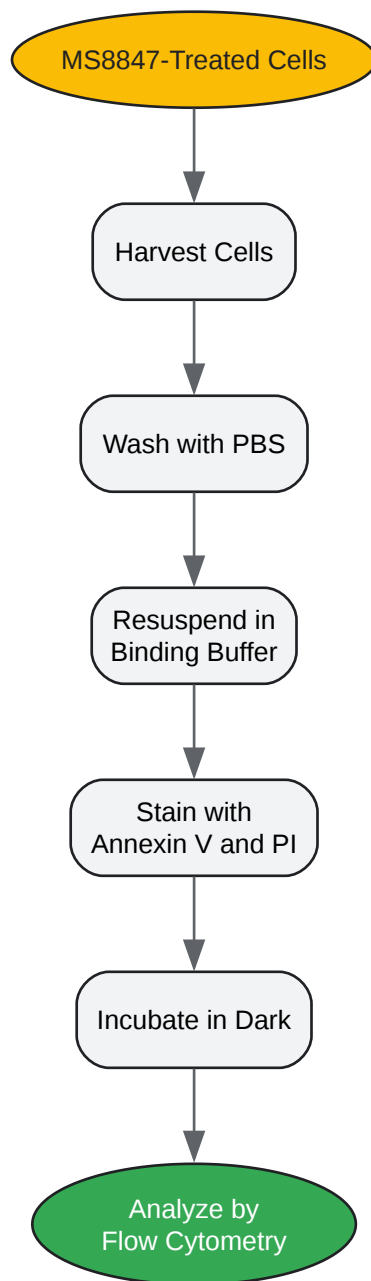 MS8847-Treated Cells
Harvest Cells
Wash with PBS
Resuspend in
Binding Buffer
Stain with
Annexin V and PI
Incubate in Dark
Analyze by
Flow Cytometry